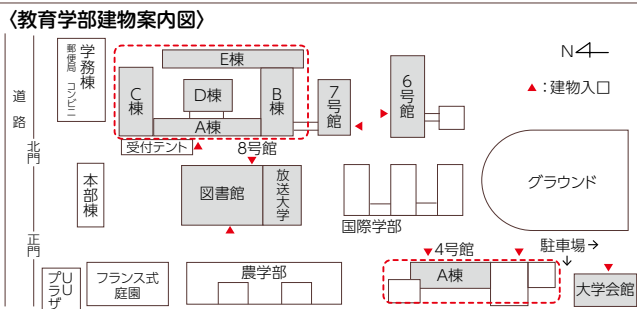 〈教育学部建物案内図〉
学務棟
郵便局 コンビニ
道路
北門
正門
本部棟
UUプラザ
フランス式
庭園
E棟
C棟
D棟
B棟
A棟
受付テント
8号館
7号館
6号館
N
▲:建物入口
図書館
放送大学
国際学部
グラウンド
農学部
4号館
A棟
駐車場→
↓
大学会館